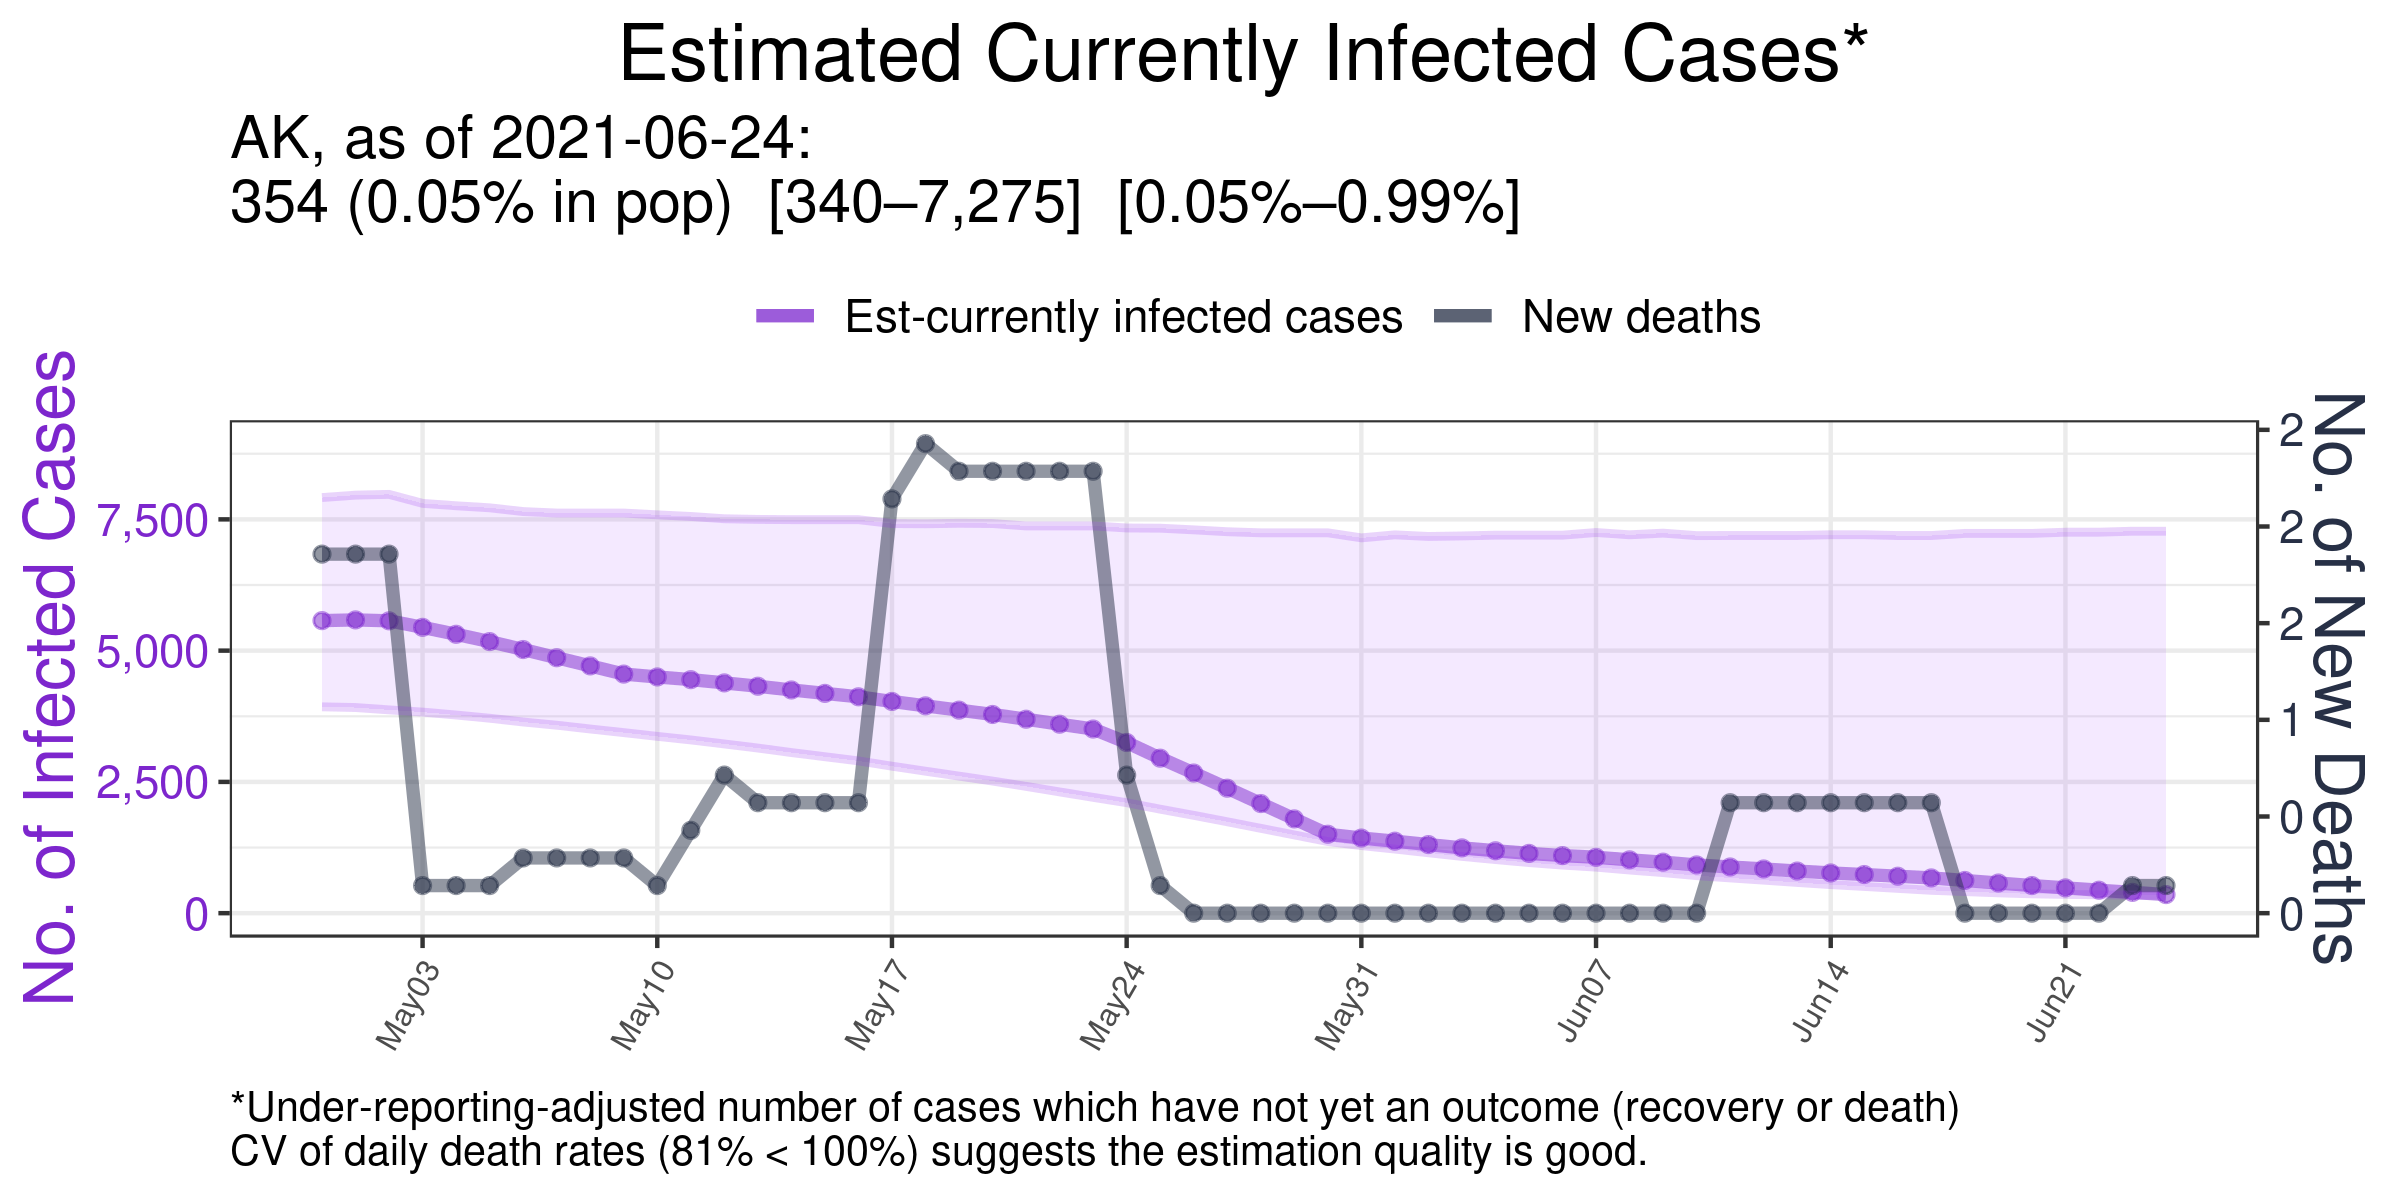 Estimated Currently Infected Cases*
AK, as of 2021-06-24:
354 (0.05% in pop)  [340–7,275]  [0.05%–0.99%]
Est-currently infected cases
New deaths
No. of Infected Cases
7,500
5,000
2,500
0
2
2
2
1
0
0
No. of New Deaths
May03
May10
May17
May24
May31
Jun07
Jun14
Jun21
*Under-reporting-adjusted number of cases which have not yet an outcome (recovery or death)
CV of daily death rates (81% < 100%) suggests the estimation quality is good.